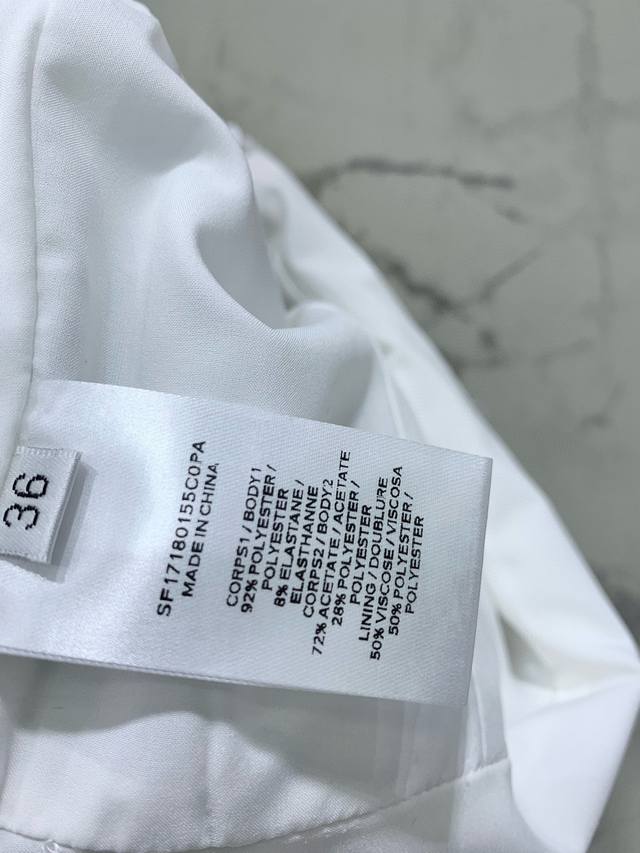 36
SF17180155C0PA
MADE IN CHINA
CORPS1 / BODY1
92% POLYESTER /
POLYESTER
8% ELASTANE /
ELASTHANNE
CORPS2 / BODY2
72% ACETATE / ACETATE
28% POLYESTER /
POLYESTER
LINING / DOUBLURE
50% VISCOSE / VISCOSA
50% POLYESTER /
POLYESTER